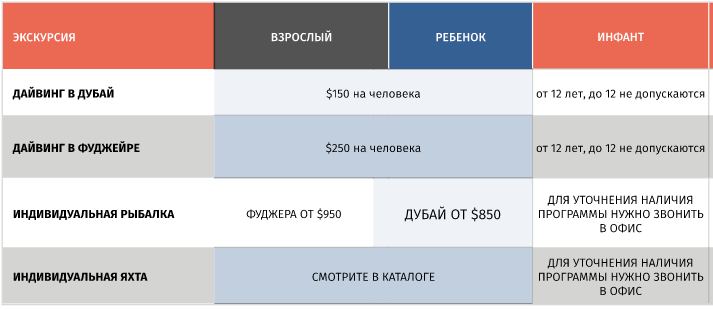 ЭКСКУРСИЯ ВЗРОСЛЫЙ РЕБЕНОК ИНФАНТ
ДАЙВИНГ В ДУБАЙ $150 на человека от 12 лет, до 12 не допускаются
ДАЙВИНГ В ФУДЖЕЙРЕ $250 на человека от 12 лет, до 12 не допускаются
ИНДИВИДУАЛЬНАЯ РЫБАЛКА ФУДЖЕРА ОТ $950 ДУБАЙ ОТ $850
ДЛЯ УТОЧНЕНИЯ НАЛИЧИЯ
ПРОГРАММЫ НУЖНО ЗВОНИТЬ
В ОФИС
ИНДИВИДУАЛЬНАЯ ЯХТА СМОТРИТЕ В КАТАЛОГЕ
ДЛЯ УТОЧНЕНИЯ НАЛИЧИЯ
ПРОГРАММЫ НУЖНО ЗВОНИТЬ
В ОФИС